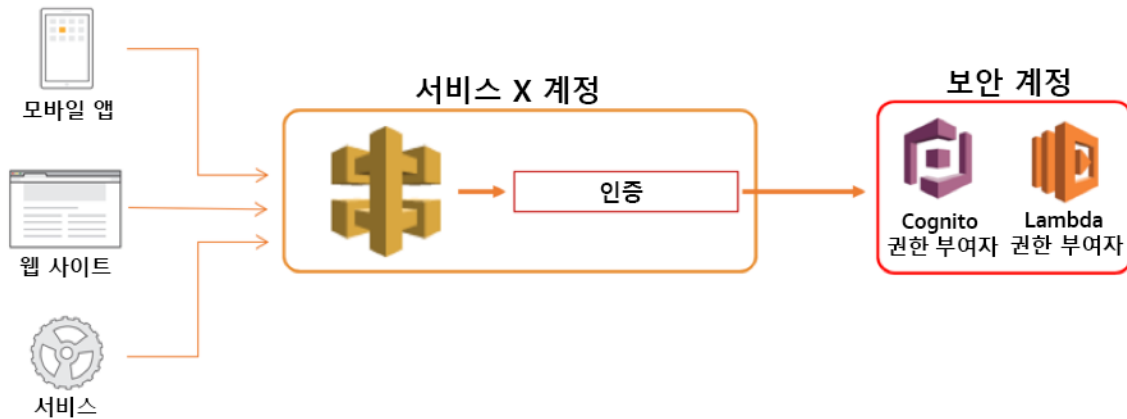 모바일 앱
웹 사이트
서비스
서비스 X 계정
인증
보안 계정
Cognito
권한 부여자
Lambda
권한 부여자